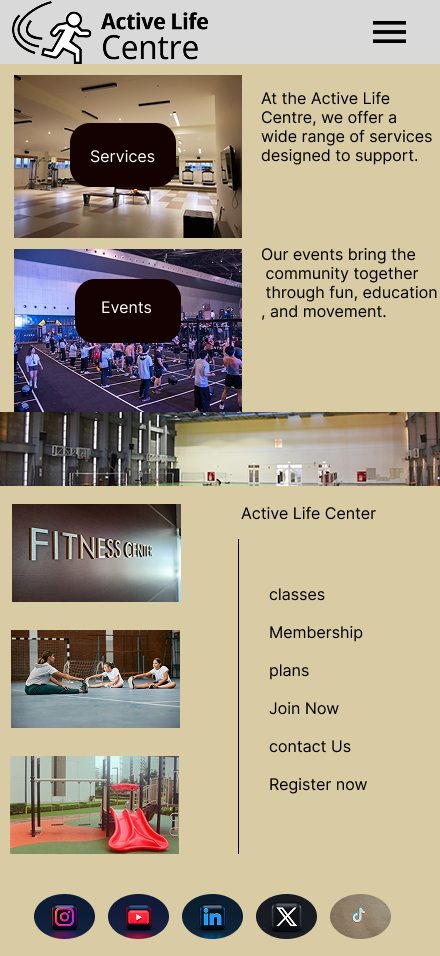 Active Life
Centre
Services
At the Active Life
Centre, we offer a
wide range of services
designed to support.
Events
Our events bring the
community together
through fun, education
, and movement.
FITNESS CENTER
Active Life Center
classes
Membership
plans
Join Now
contact Us
Register now
in